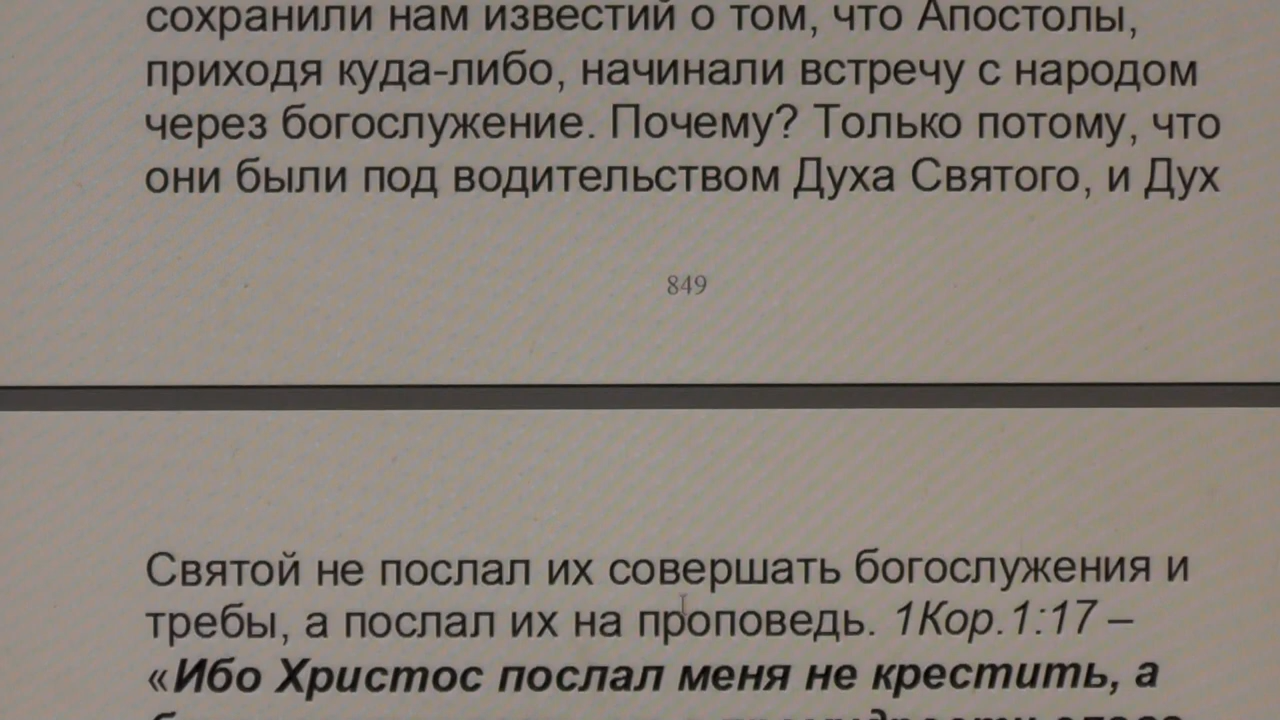 сохранили нам известий о том, что Апостолы,
приходя куда-либо, начинали встречу с народом
через богослужение. Почему? Только потому, что
они были под водительством Духа Святого, и Дух
849
Святой не послал их совершать богослужения и
требы, а послал их на проповедь. 1Кор.1:17 –
«Ибо Христос послал меня не крестить, а